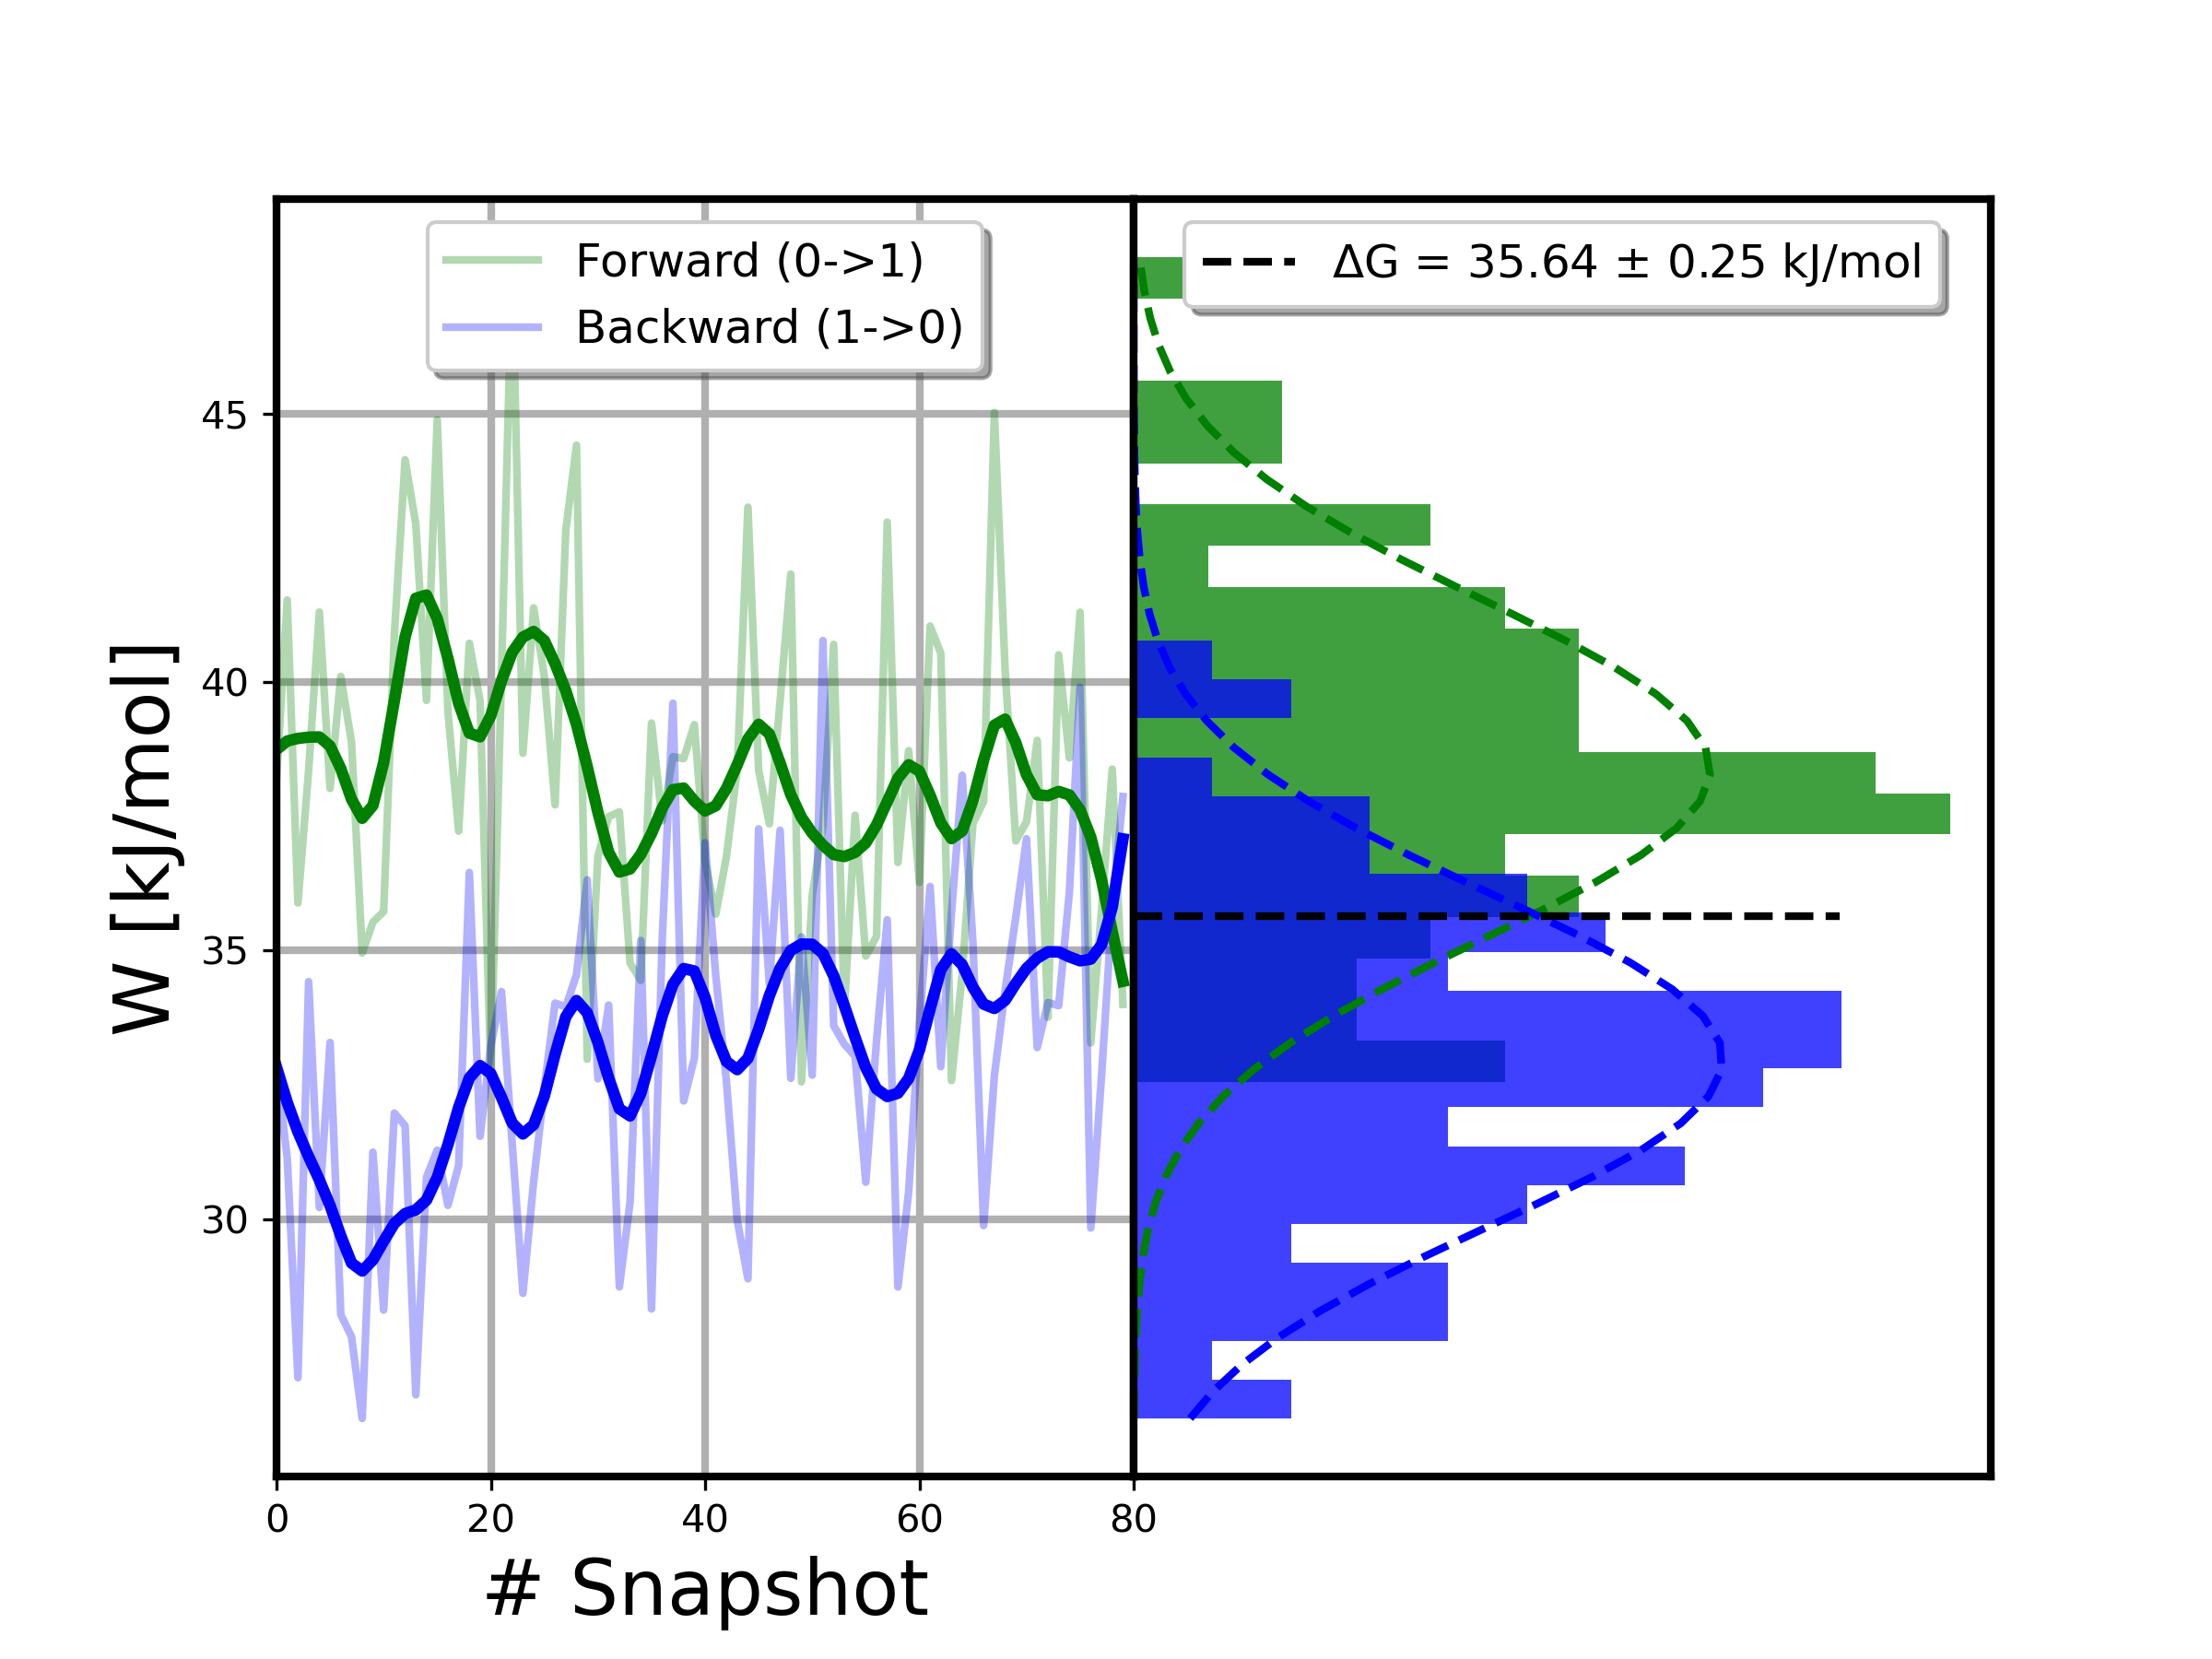 Forward (0->1)
Backward (1->0)
ΔG = 35.64 ± 0.25 kJ/mol
W [kJ/mol]
45
40
35
30
0 20 40 60 80
# Snapshot